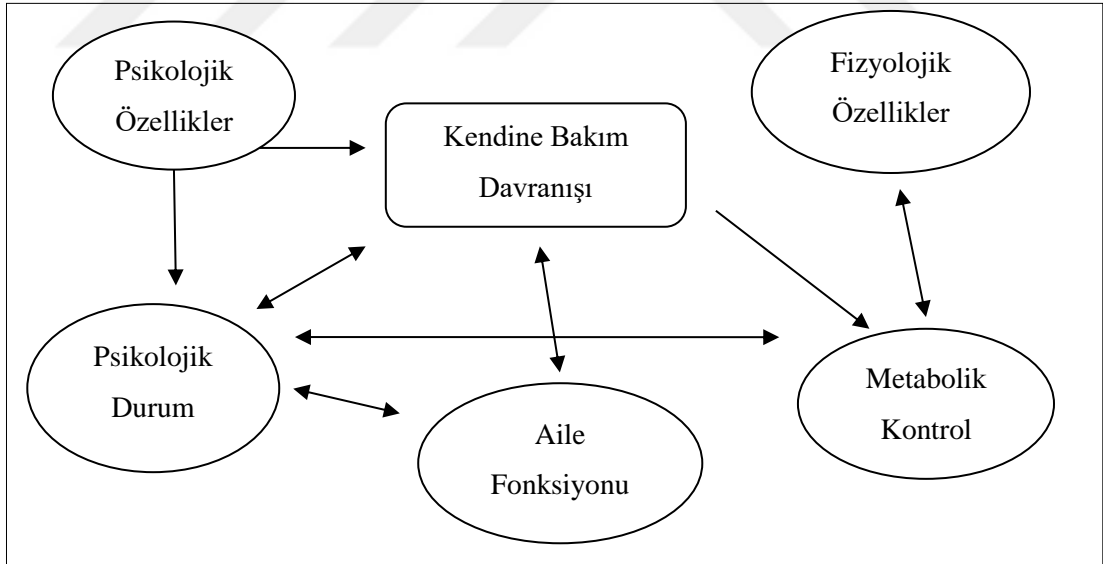 Psikolojik
Özellikler
Fizyolojik
Özellikler
Kendine Bakım
Davranışı
Psikolojik
Durum
Aile
Fonksiyonu
Metabolik
Kontrol